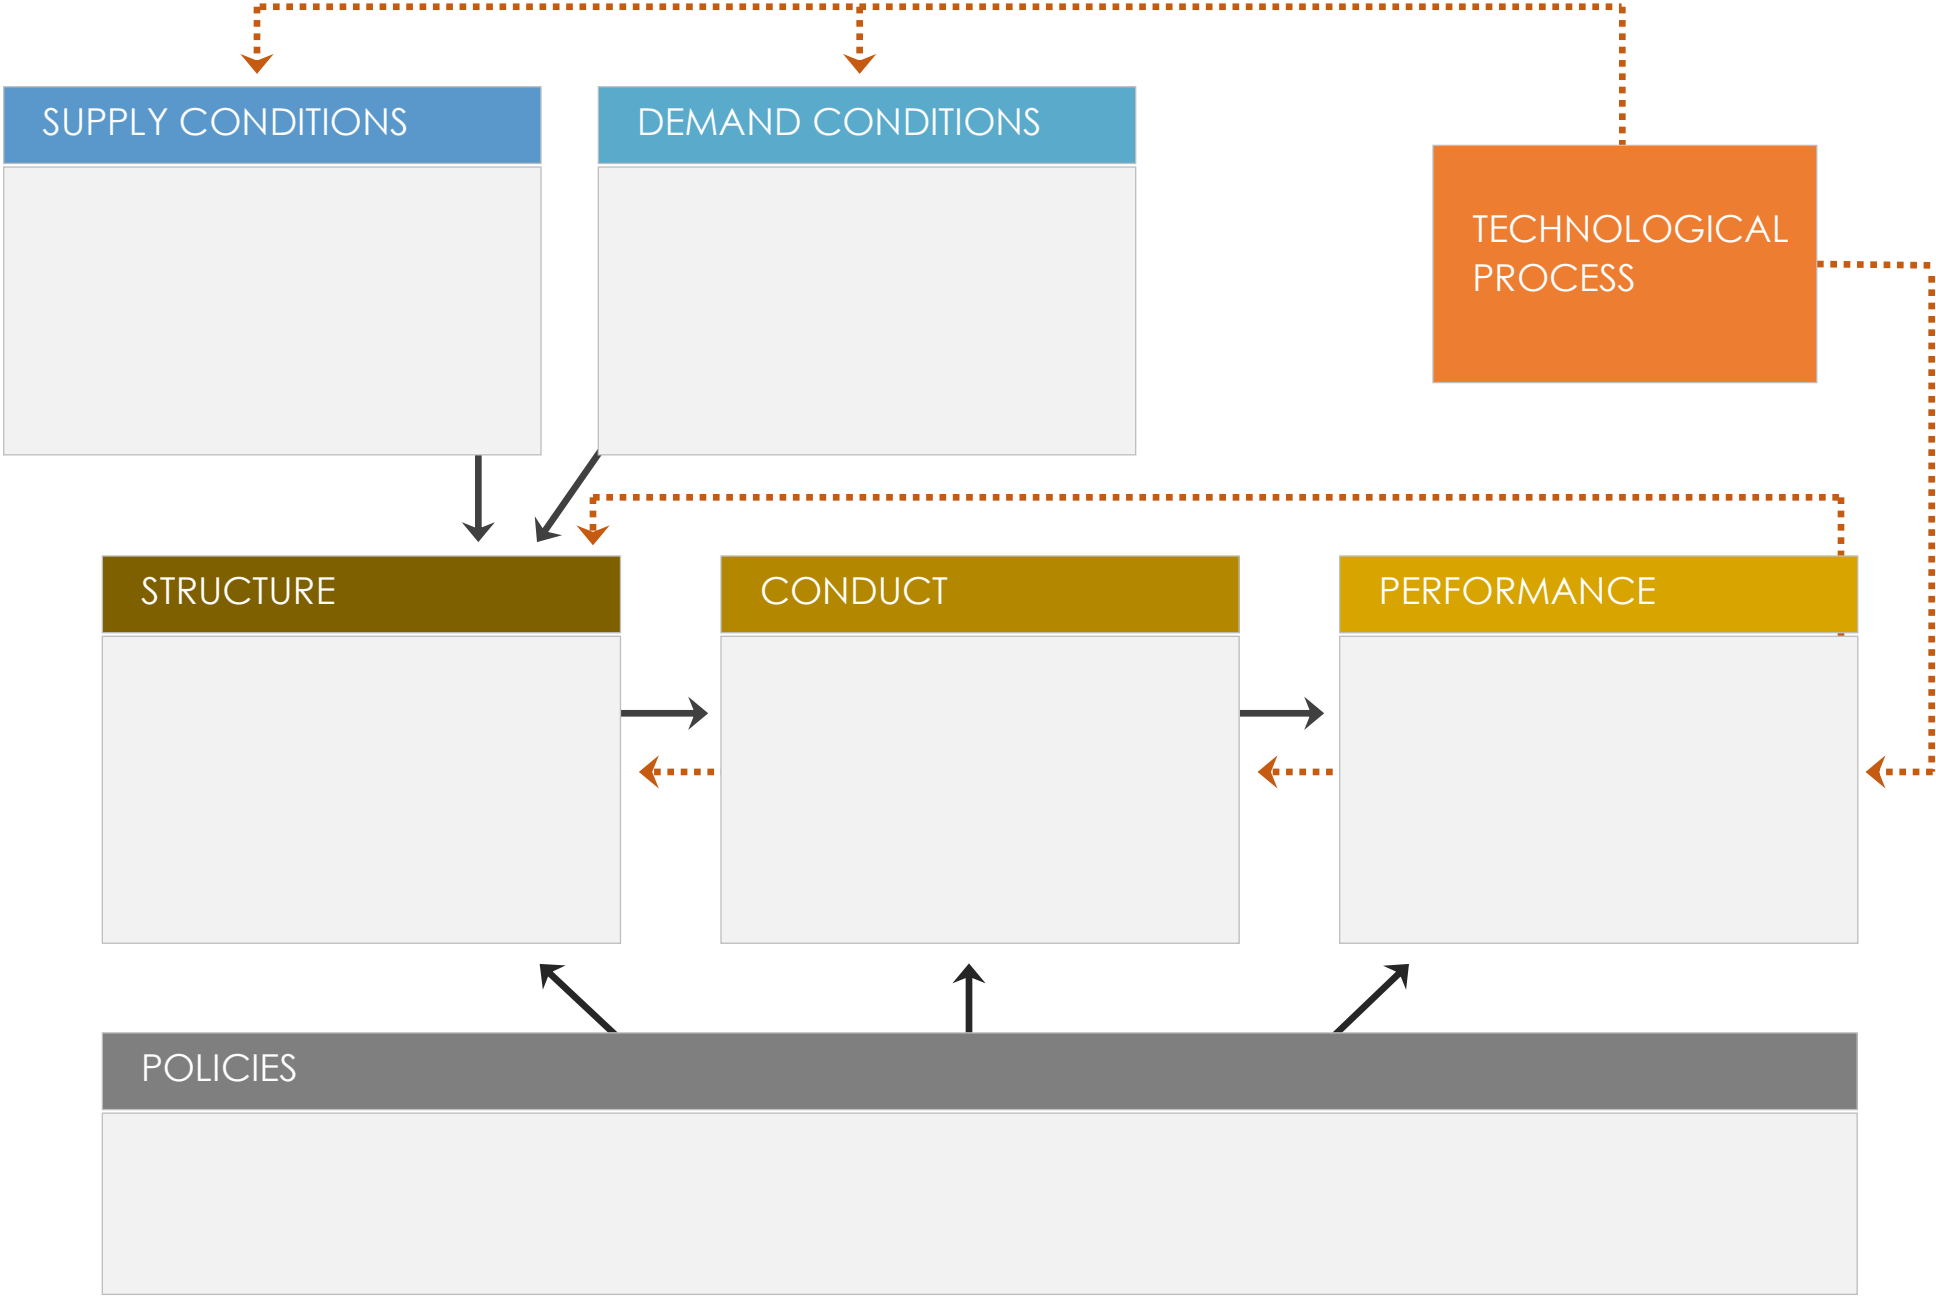 SUPPLY CONDITIONS
DEMAND CONDITIONS
TECHNOLOGICAL
PROCESS
STRUCTURE
CONDUCT
PERFORMANCE
POLICIES